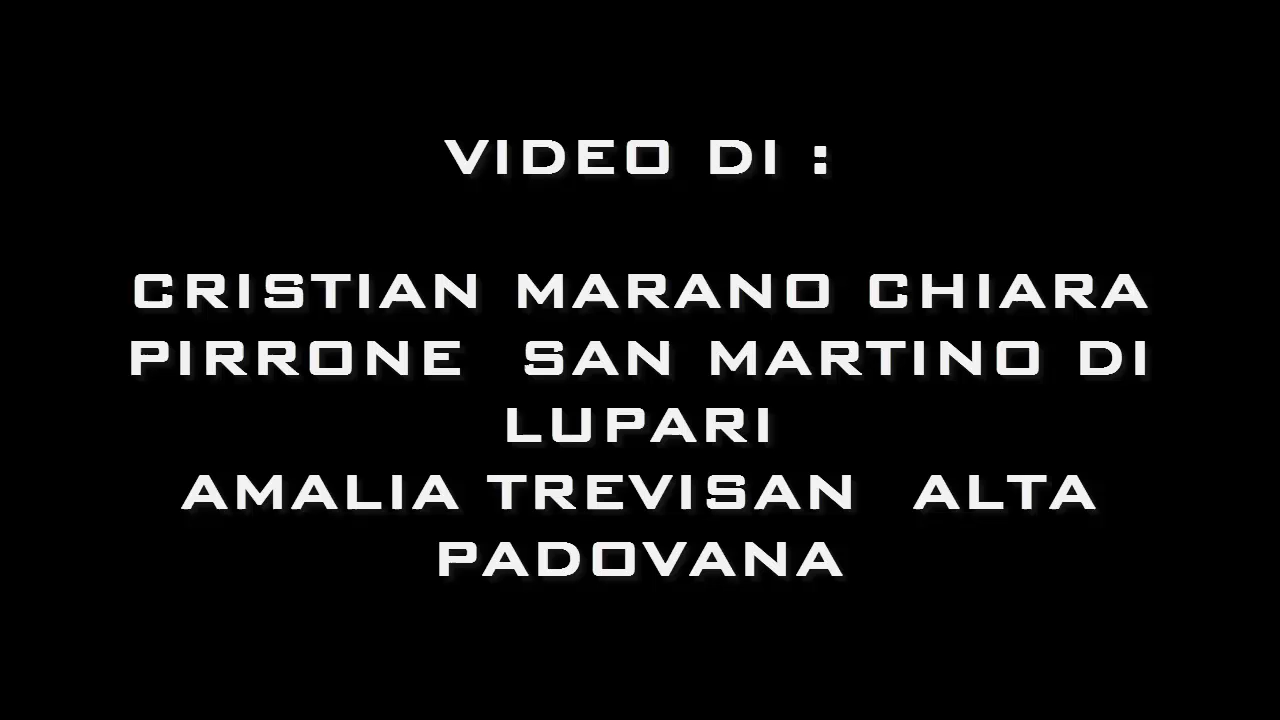 VIDEO DI :
CRISTIAN MARANO CHIARA
PIRRONE  SAN MARTINO DI
LUPARI
AMALIA TREVISAN  ALTA
PADOVANA